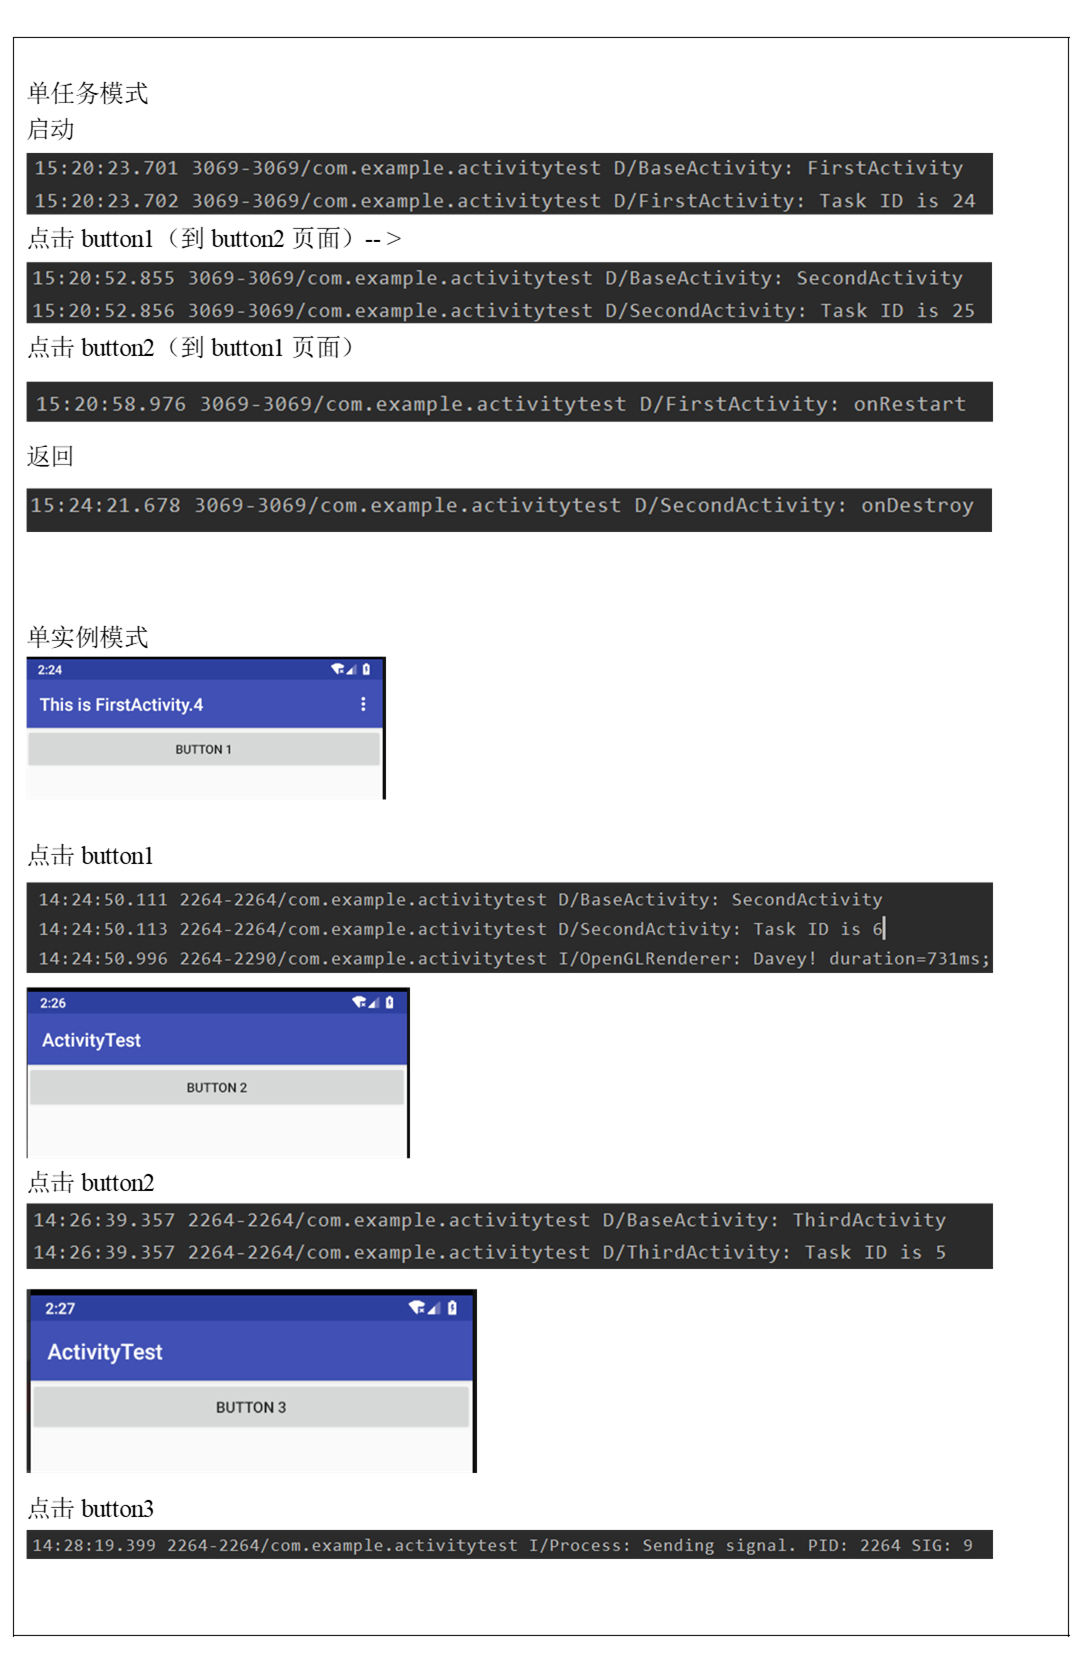 单任务模式
启动
15:20:23.701 3069-3069/com.example.activitytest D/BaseActivity: FirstActivity
15:20:23.702 3069-3069/com.example.activitytest D/FirstActivity: Task ID is 24
点击 button1（到 button2 页面）-- >
15:20:52.855 3069-3069/com.example.activitytest D/BaseActivity: SecondActivity
15:20:52.856 3069-3069/com.example.activitytest D/SecondActivity: Task ID is 25
点击 button2（到 button1 页面）
15:20:58.976 3069-3069/com.example.activitytest D/FirstActivity: onRestart
返回
15:24:21.678 3069-3069/com.example.activitytest D/SecondActivity: onDestroy
单实例模式
2:24
This is FirstActivity.4
BUTTON 1
点击 button1
14:24:50.111 2264-2264/com.example.activitytest D/BaseActivity: SecondActivity
14:24:50.113 2264-2264/com.example.activitytest D/SecondActivity: Task ID is 6
14:24:50.996 2264-2290/com.example.activitytest I/OpenGLRenderer: Davey! duration=731ms;
2:26
ActivityTest
BUTTON 2
点击 button2
14:26:39.357 2264-2264/com.example.activitytest D/BaseActivity: ThirdActivity
14:26:39.357 2264-2264/com.example.activitytest D/ThirdActivity: Task ID is 5
2:27
ActivityTest
BUTTON 3
点击 button3
14:28:19.399 2264-2264/com.example.activitytest I/Process: Sending signal. PID: 2264 SIG: 9